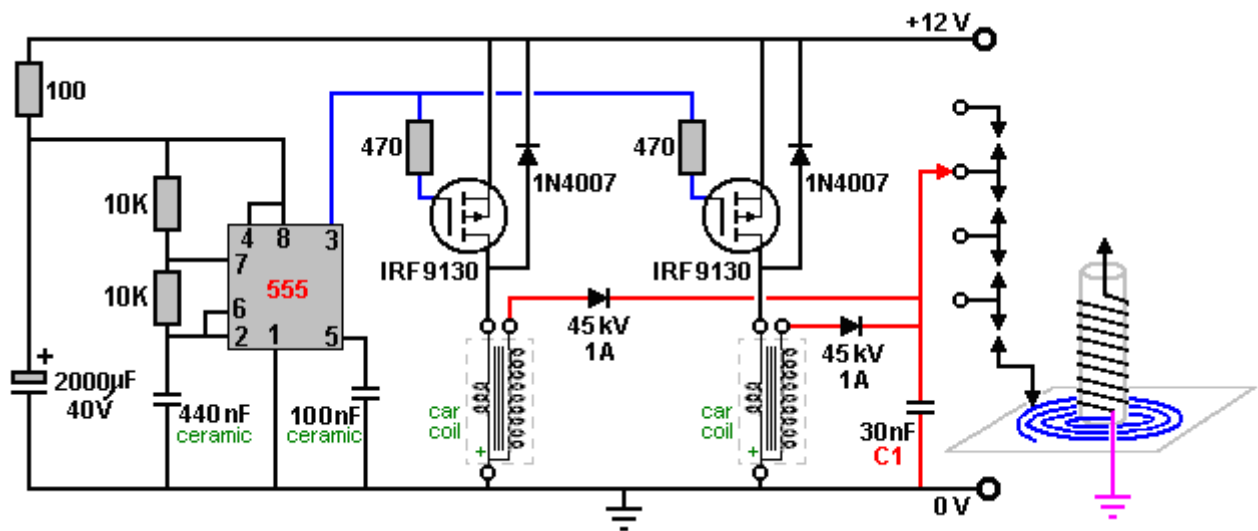 +12 V
100
470
470
1N4007
1N4007
10K
4 8 3
7
IRF9130
IRF9130
10K
555
6
2 1 5
45 kV
1A
45 kV
1A
+
2000µF
40V
440 nF
ceramic
100nF
ceramic
car
coil
+
car
coil
+
30nF
C1
0 V